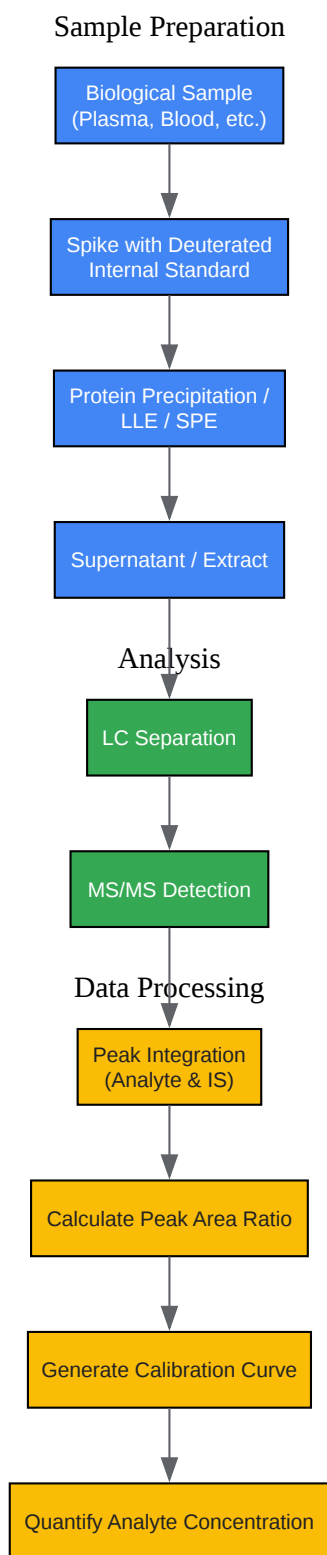 Sample Preparation
Biological Sample
(Plasma, Blood, etc.)
Spike with Deuterated
Internal Standard
Protein Precipitation /
LLE / SPE
Supernatant / Extract
Analysis
LC Separation
MS/MS Detection
Data Processing
Peak Integration
(Analyte & IS)
Calculate Peak Area Ratio
Generate Calibration Curve
Quantify Analyte Concentration